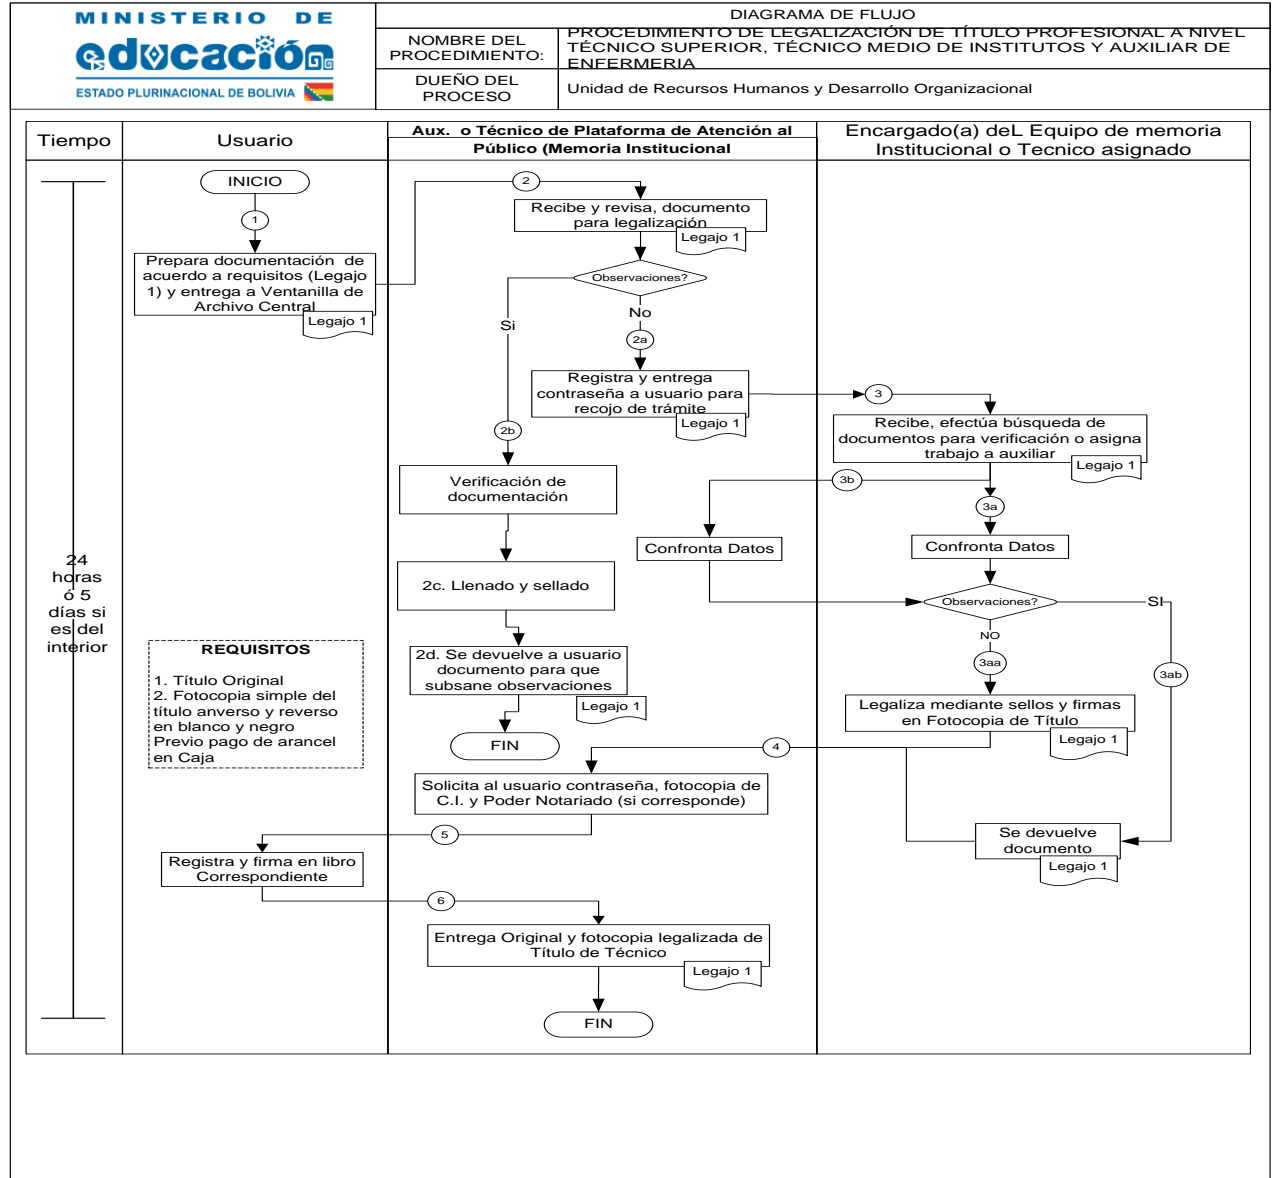 MINISTERIO DE
educación
ESTADO PLURINACIONAL DE BOLIVIA
DIAGRAMA DE FLUJO
NOMBRE DEL
PROCEDIMIENTO:
PROCEDIMIENTO DE LEGALIZACIÓN DE TÍTULO PROFESIONAL A NIVEL
TÉCNICO SUPERIOR, TÉCNICO MEDIO DE INSTITUTOS Y AUXILIAR DE
ENFERMERIA
DUEÑO DEL
PROCESO
Unidad de Recursos Humanos y Desarrollo Organizacional
Tiempo
Usuario
Aux. o Técnico de Plataforma de Atención al
Público (Memoria Institucional
Encargado(a) deL Equipo de memoria
Institucional o Tecnico asignado
INICIO
1
Prepara documentación de
acuerdo a requisitos (Legajo
1) y entrega a Ventanilla de
Archivo Central
Legajo 1
2
Recibe y revisa, documento
para legalización
Legajo 1
Observaciones?
Si
No
2a
Registra y entrega
contraseña a usuario para
recojo de trámite
Legajo 1
3
Recibe, efectúa búsqueda de
documentos para verificación o asigna
trabajo a auxiliar
Legajo 1
2b
Verificación de
documentación
3b
3a
Confronta Datos
Confronta Datos
2c. Llenado y sellado
Observaciones?
SI
NO
3aa
3ab
24
horas
ó 5
días si
es del
interior
REQUISITOS
1. Título Original
2. Fotocopia simple del
título anverso y reverso
en blanco y negro
Previo pago de arancel
en Caja
2d. Se devuelve a usuario
documento para que
subsane observaciones
Legajo 1
FIN
Legaliza mediante sellos y firmas
en Fotocopia de Título
Legajo 1
4
Solicita al usuario contraseña, fotocopia de
C.I. y Poder Notariado (si corresponde)
Se devuelve
documento
Legajo 1
5
Registra y firma en libro
Correspondiente
6
Entrega Original y fotocopia legalizada de
Título de Técnico
Legajo 1
FIN